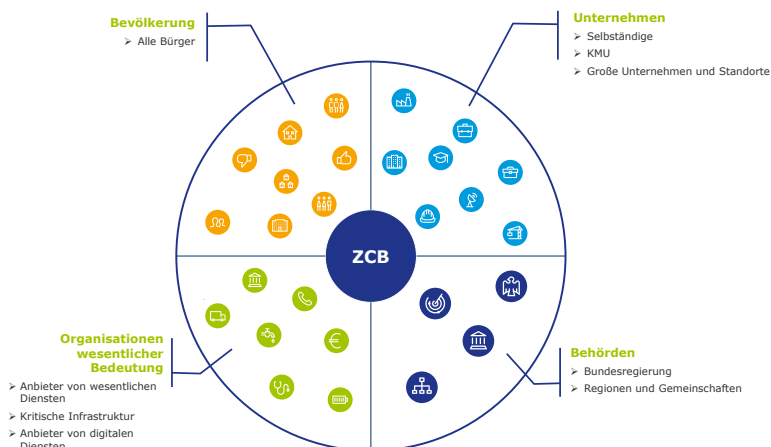 Bevölkerung
➢ Alle Bürger
Unternehmen
➢ Selbständige
➢ KMU
➢ Große Unternehmen und Standorte
ZCB
Organisationen
wesentlicher
Bedeutung
➢ Anbieter von wesentlichen
Diensten
➢ Kritische Infrastruktur
➢ Anbieter von digitalen
Diensten
Behörden
➢ Bundesregierung
➢ Regionen und Gemeinschaften